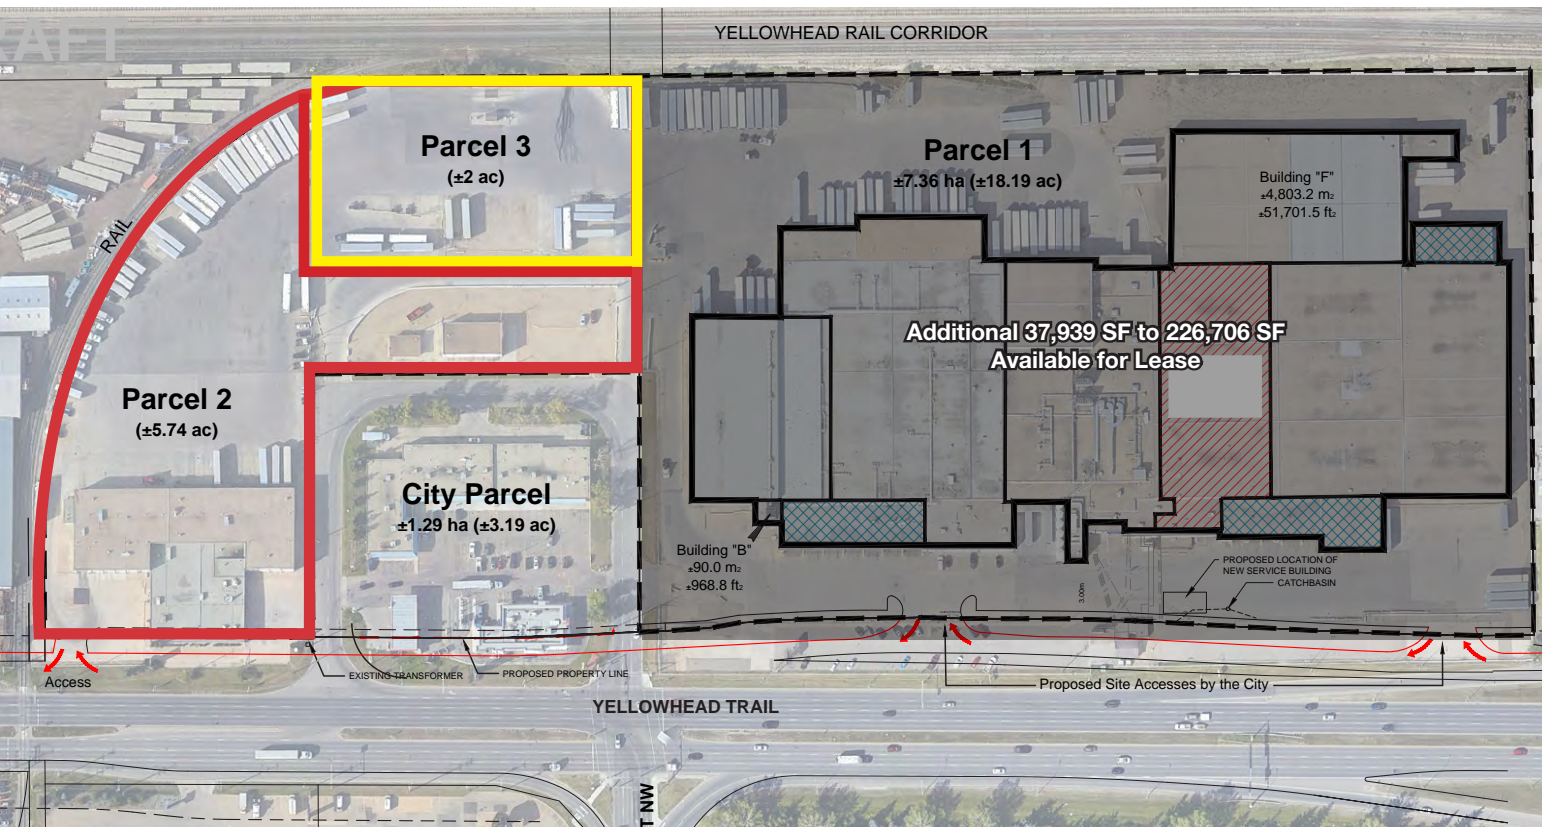 AFT
YELLOWHEAD RAIL CORRIDOR
Parcel 3
(±2 ac)
Parcel 1
±7.36 ha (±18.19 ac)
Building "F"
±4,803.2 m2
±51,701.5 ft2
RAIL
Additional 37,939 SF to 226,706 SF
Available for Lease
Parcel 2
(±5.74 ac)
City Parcel
±1.29 ha (±3.19 ac)
Building "B"
±90.0 m2
±968.8 ft2
PROPOSED LOCATION OF
NEW SERVICE BUILDING
CATCHBASIN
3.00m
Access
EXISTING TRANSFORMER
PROPOSED PROPERTY LINE
Proposed Site Accesses by the City
YELLOWHEAD TRAIL
T NW